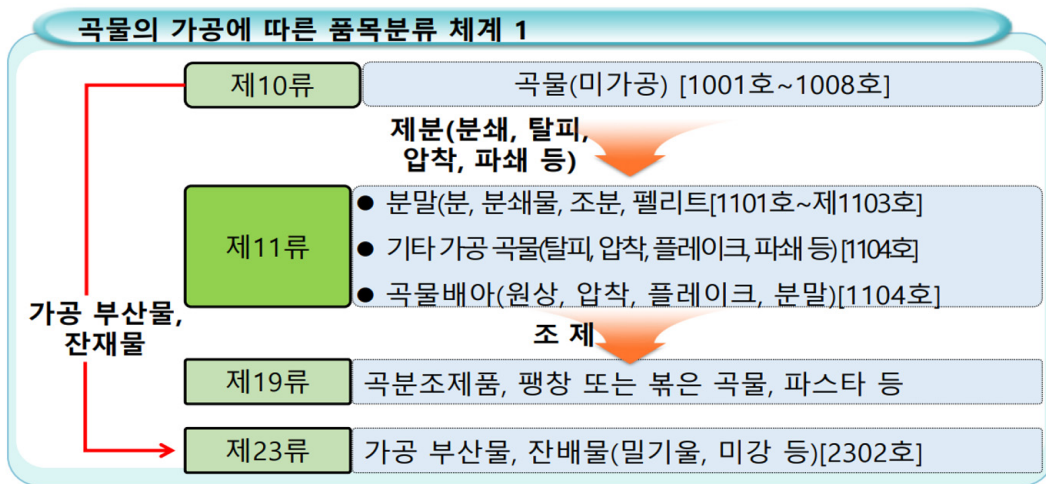 곡물의 가공에 따른 품목분류 체계 1
제10류
곡물(미가공) [1001호~1008호]
제분(분쇄, 탈피,
압착, 파쇄 등)
제11류
● 분말(분, 분쇄물, 조분, 펠리트[1101호~제1103호]
● 기타 가공 곡물(탈피, 압착, 플레이크, 파쇄 등)[1104호]
● 곡물배아(원상, 압착, 플레이크, 분말)[1104호]
가공 부산물,
잔재물
조 제
제19류
곡분조제품, 팽창 또는 볶은 곡물, 파스타 등
제23류
가공 부산물, 잔배물(밀기울, 미강 등)[2302호]